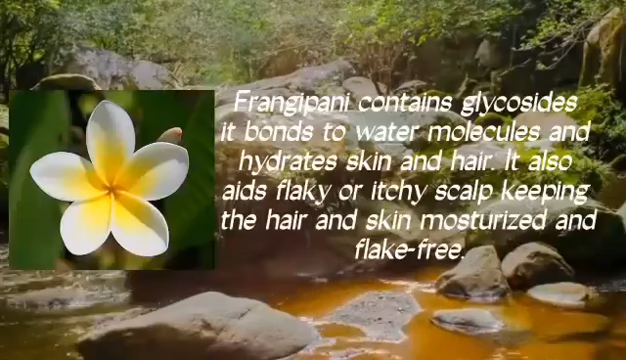 Frangipani contains glycosides
it bonds to water molecules and
hydrates skin and hair. It also
aids flaky or itchy scalp keeping
the hair and skin mosturized and
flake-free.